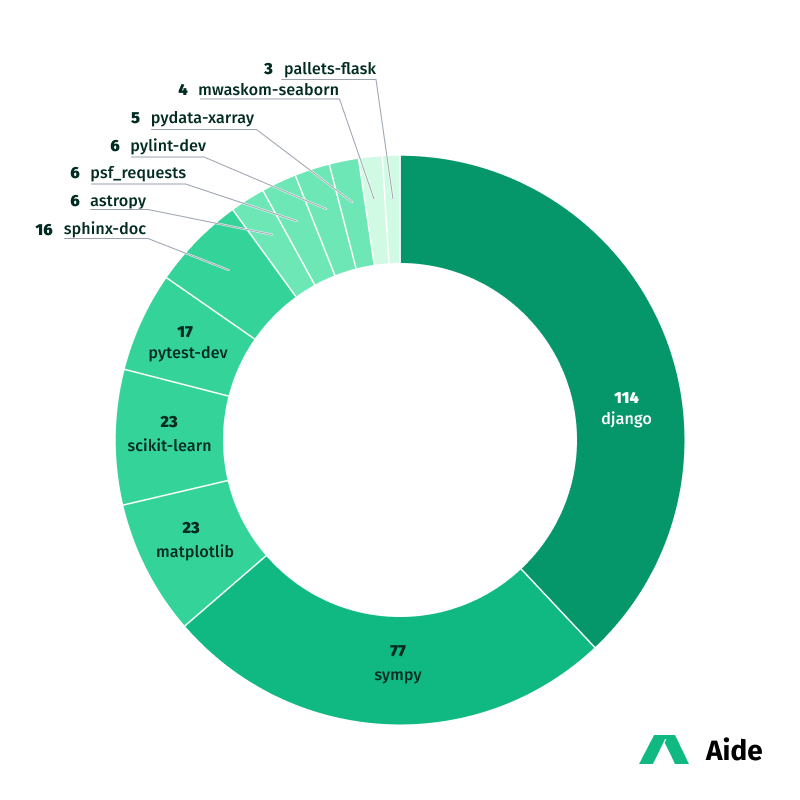 3 pallets-flask
4 mwaskom-seaborn
5 pydata-xarray
6 pylint-dev
6 psf_requests
6 astropy
16 sphinx-doc
17
pytest-dev
114
django
23
scikit-learn
23
matplotlib
77
sympy
Aide